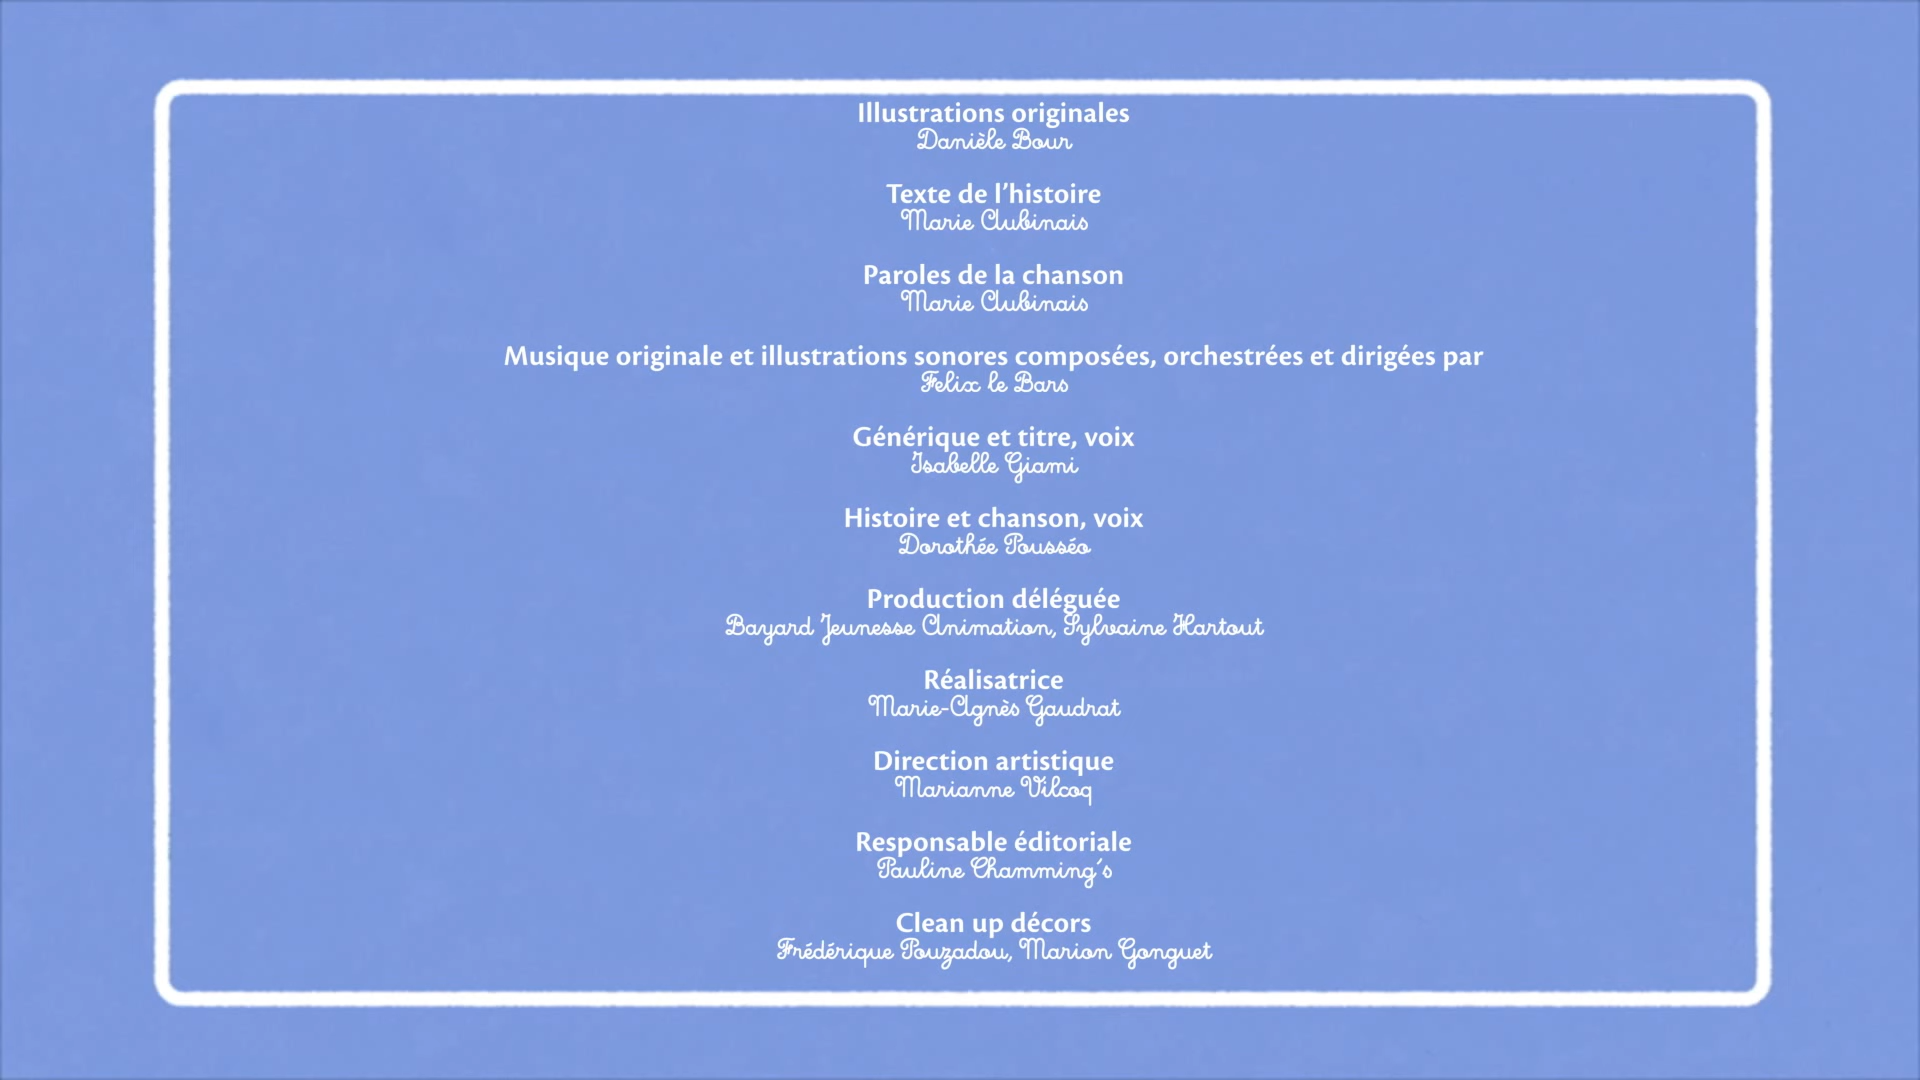 Illustrations originales
Danièle Bour
Texte de l'histoire
Marie Aubinais
Paroles de la chanson
Marie Aubinais
Musique originale et illustrations sonores composées, orchestrées et dirigées par
Felix le Bars
Générique et titre, voix
Isabelle Giami
Histoire et chanson, voix
Dorothée Pousséo
Production déléguée
Bayard Jeunesse Animation, Sylvaine Hartout
Réalisatrice
Marie-Agnès Gaudrat
Direction artistique
Marianne Vilcoq
Responsable éditoriale
Pauline Chamming's
Clean up décors
Frédérique Pouzadou, Marion Gonguet